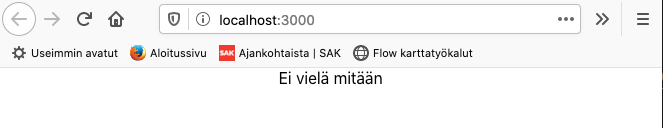 localhost:3000
Useimmin avatut Aloitussivu SAK Ajankohtaista | SAK Flow karttatyökalut
Ei vielä mitään